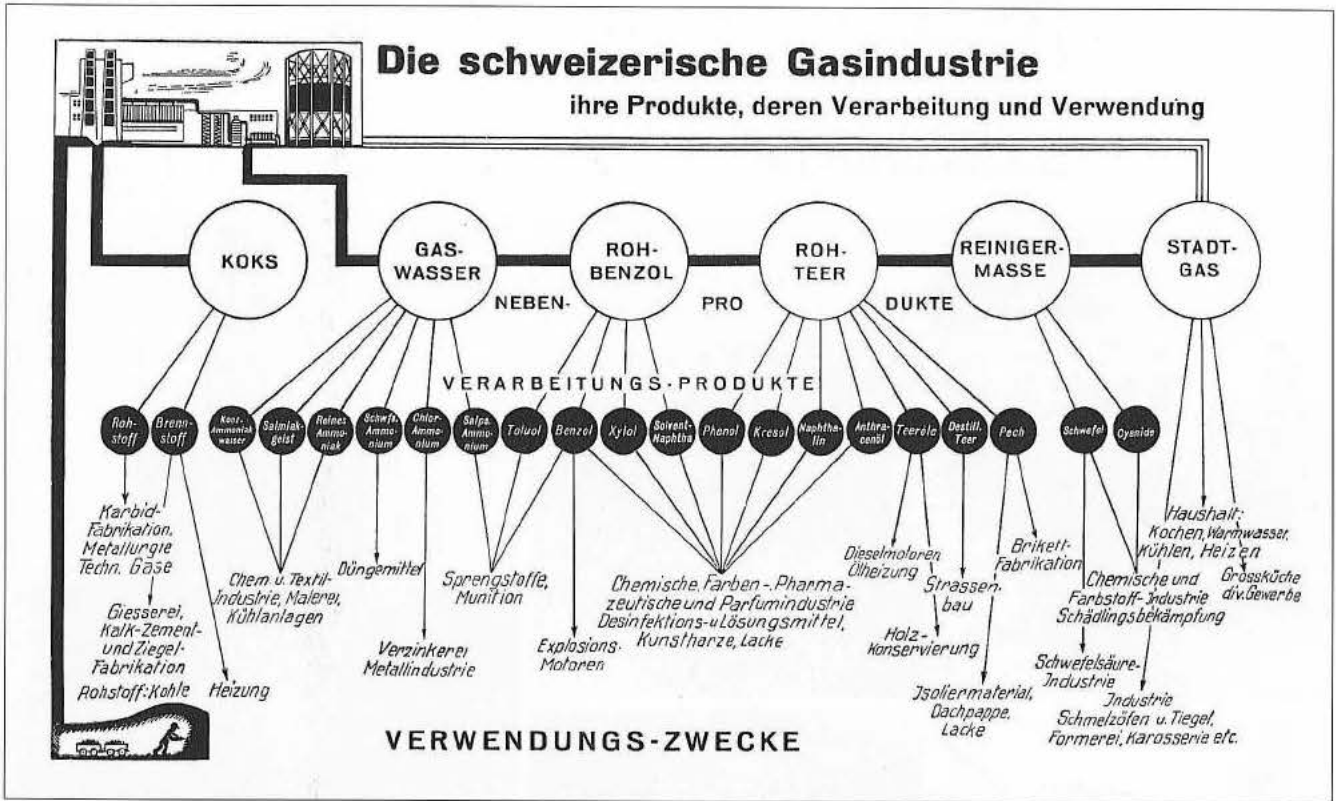 Die schweizerische Gasindustrie
ihre Produkte, deren Verarbeitung und Verwendung
KOKS
GAS-
WASSER
ROH-
BENZOL
ROH-
TEER
REINIGER-
MASSE
STADT-
GAS
NEBEN- PRO DUKTE
VERARBEITUNGS-PRODUKTE
Roh-
stoff
Brenn-
stoff
Konz.
Ammoniak
wasser
Salmiak-
geist
Reines
Ammo-
niak
Schwfs.
Ammo-
nium
Chlor-
Ammo-
nium
Salps.
Ammo-
nium
Toluol
Benzol
Xylol
Solvent-
Naphtha
Phenol
Kresol
Naphtha-
lin
Anthra-
cenöl
Teeröle
Destill.
Teer
Pech
Schwefel
Cyanide
Karbid-
Fabrikation,
Metallurgie
Techn. Gase
Giesserei,
Kalk-Zement-
und Ziegel-
Fabrikation
Heizung
Chem. u. Textil-
Industrie, Malerei,
Kühlanlagen
Düngemittel
Verzinkerei
Metallindustrie
Sprengstoffe,
Munition
Explosions-
Motoren
Chemische, Farben-, Pharma-
zeutische und Parfumindustrie
Desinfektions-u.Lösungsmittel,
Kunstharze, Lacke
Dieselmotoren
Ölheizung
Holz-
Konservierung
Strassen-
bau
Isoliermaterial,
Dachpappe,
Lacke
Brikett-
Fabrikation
Chemische und
Farbstoff-Industrie
Schädlingsbekämpfung
Schwefelsäure-
Industrie
Haushalt:
Kochen, Warmwasser,
Kühlen, Heizen
Grossküche
div. Gewerbe
Industrie
Schmelzöfen u. Tiegel,
Formerei, Karosserie etc.
Rohstoff: Kohle
VERWENDUNGS-ZWECKE